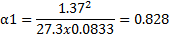 α1 = 1.37² / 27.3x0.0833 = 0.828